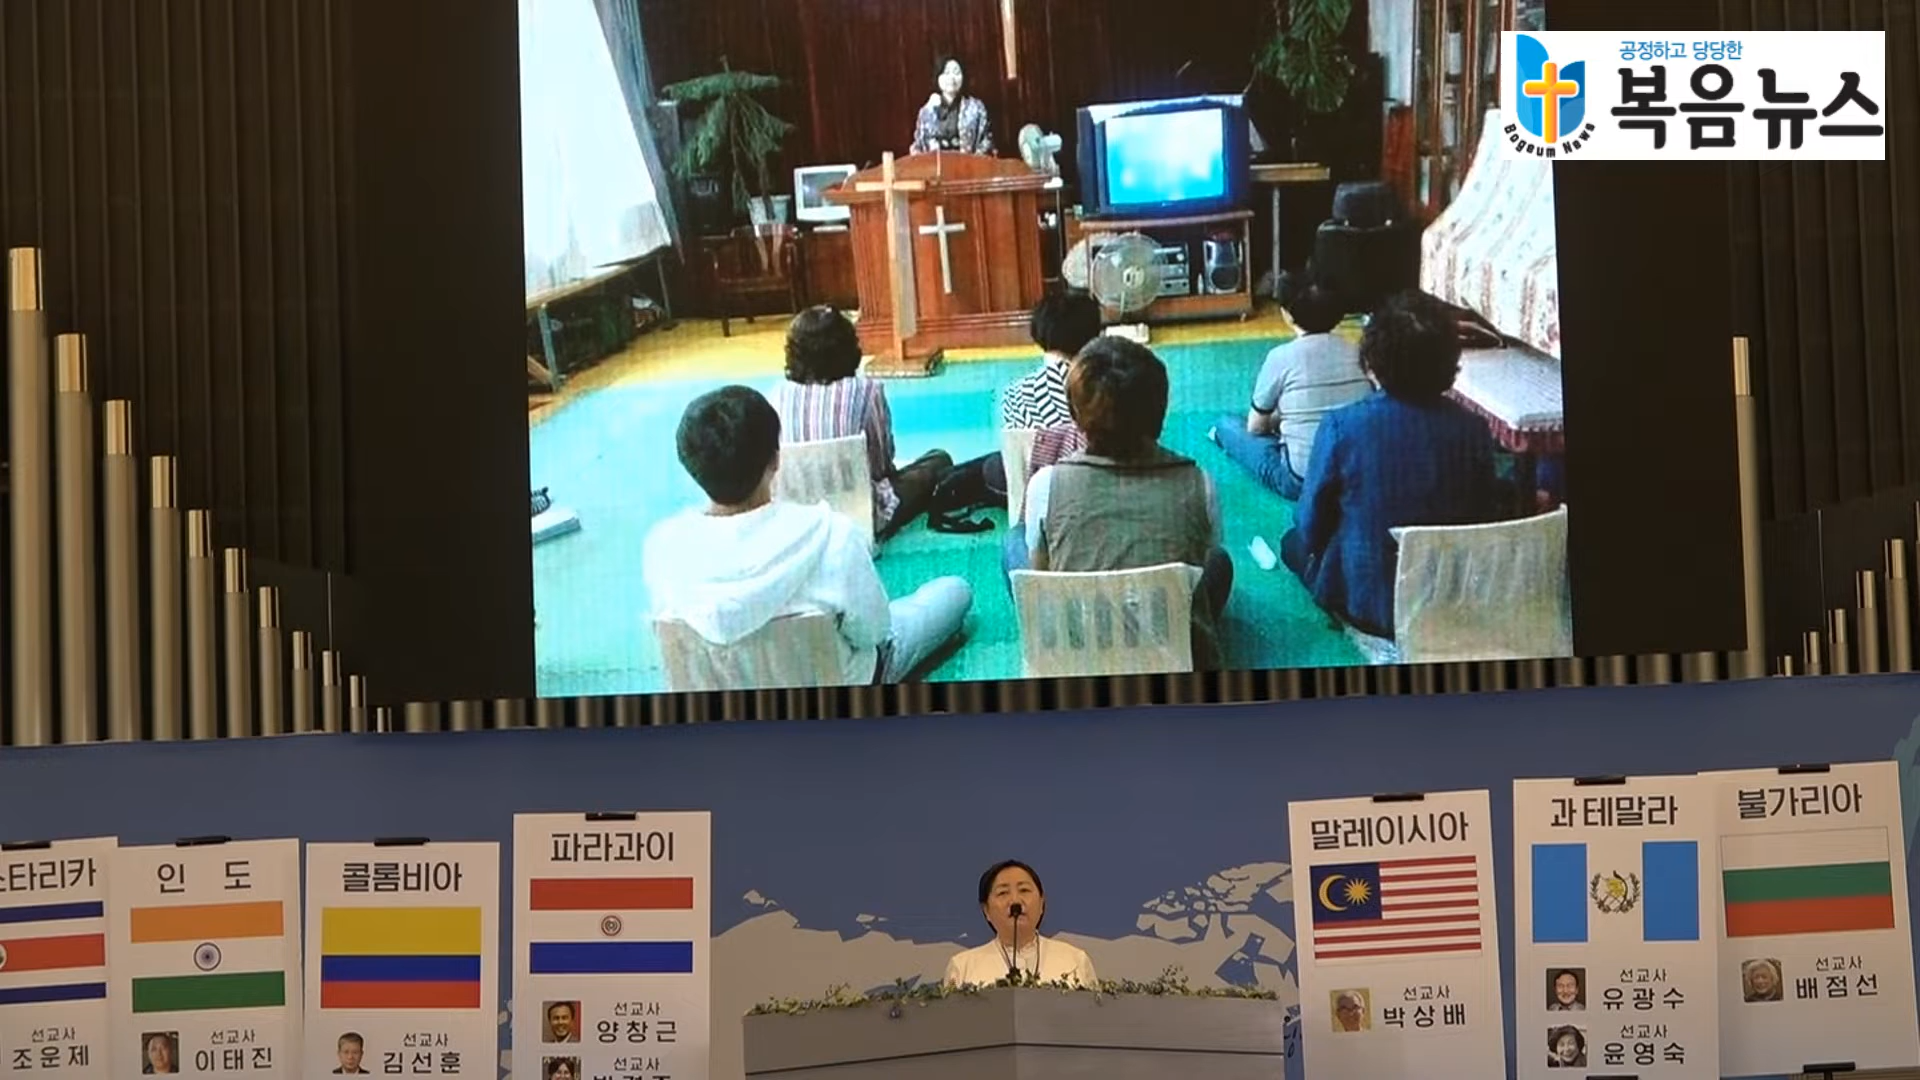 공정하고 당당한
복음뉴스
Bogeum News
스타리카
선교사
조운제
인 도
선교사
이태진
콜롬비아
선교사
김선훈
파라과이
선교사
양창근
선교사
말레이시아
선교사
박상배
과테말라
선교사
유광수
선교사
윤영숙
불가리아
선교사
배점선